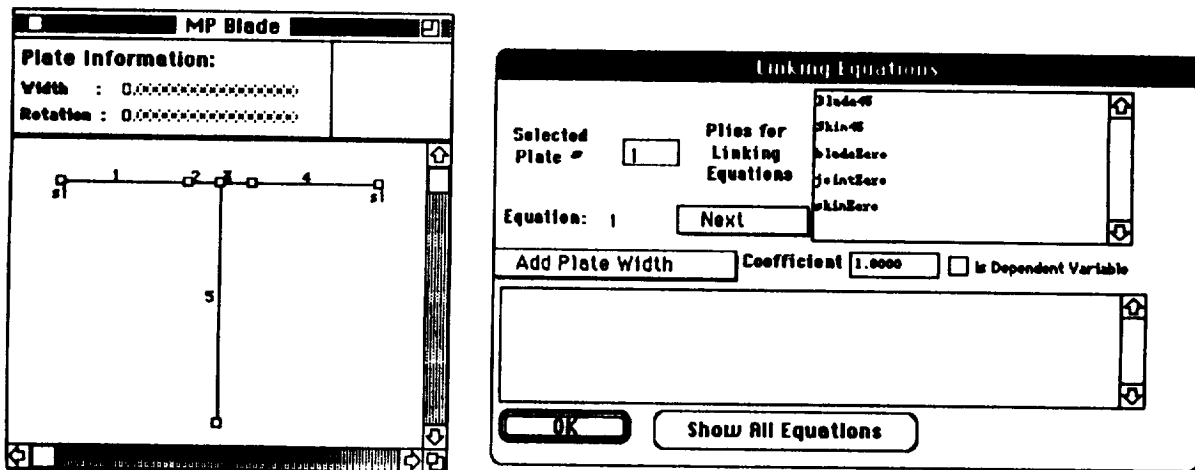 MP Blade
Plate Information:
Width : 0.
Rotation : 0.
1 2 3 4
s1 s1
5
Linking Equations
Selected Plate # 1
Plies for Linking Equations
Blade45
Skin45
bladeZero
jointZero
skinZero
Equation: 1 Next
Add Plate Width Coefficient 1.0000 Is Dependent Variable
OK Show All Equations